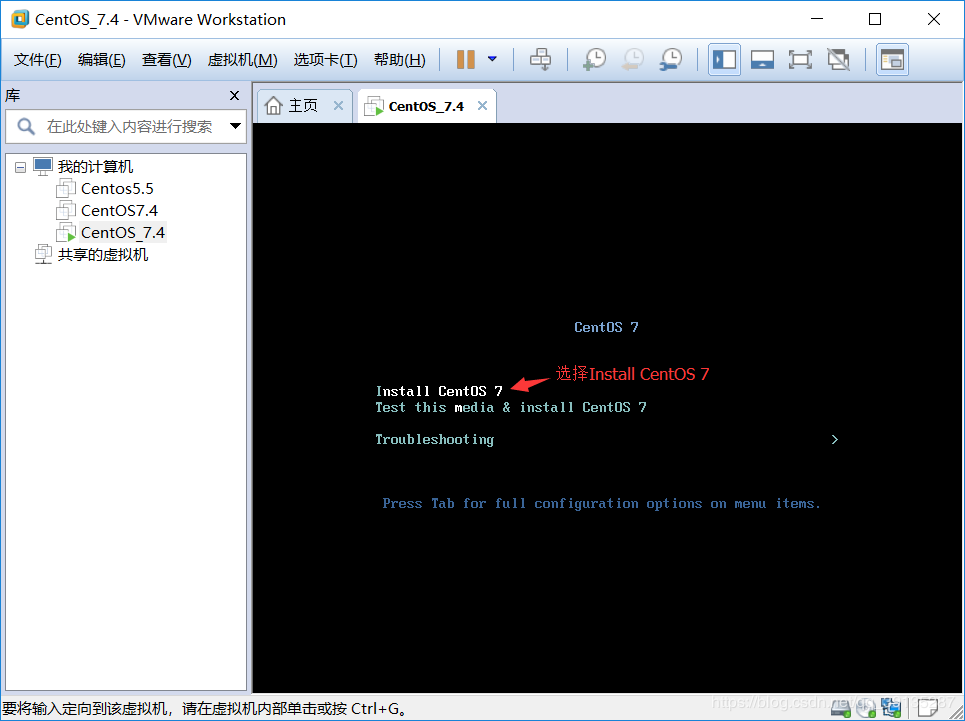 CentOS_7.4 - VMware Workstation
文件(F) 编辑(E) 查看(V) 虚拟机(M) 选项卡(T) 帮助(H)
库
主页
CentOS_7.4
在此处键入内容进行搜索
我的计算机
Centos5.5
CentOS7.4
CentOS_7.4
共享的虚拟机
CentOS 7
选择Install CentOS 7
Install CentOS 7
Test this media & install CentOS 7
Troubleshooting >
Press Tab for full configuration options on menu items.
要将输入定向到该虚拟机，请在虚拟机内部单击或按 Ctrl+G。